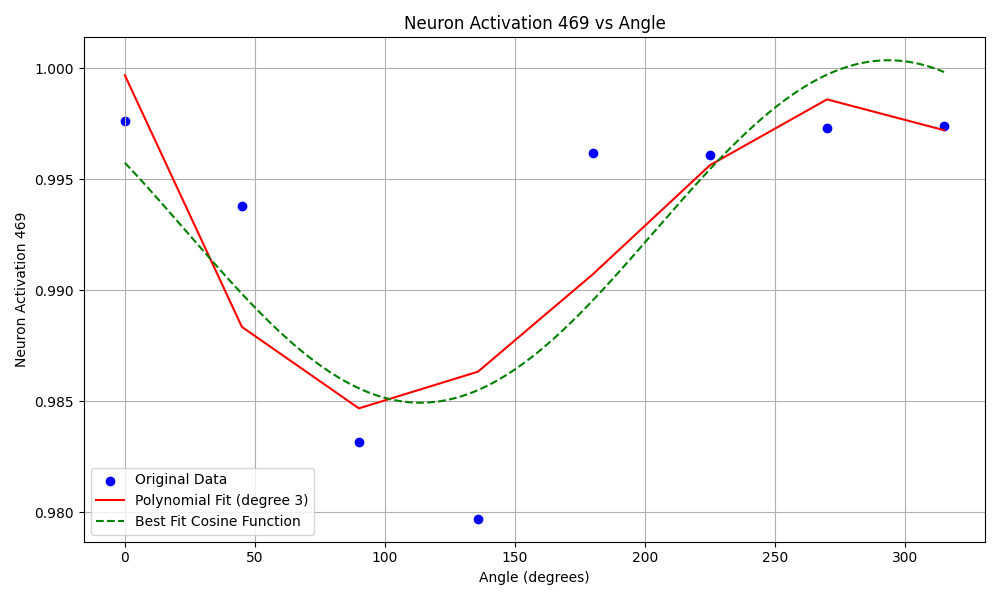 Neuron Activation 469 vs Angle
Neuron Activation 469
1.000
0.995
0.990
0.985
0.980
Original Data
Polynomial Fit (degree 3)
Best Fit Cosine Function
0
50
100
150
200
250
300
Angle (degrees)